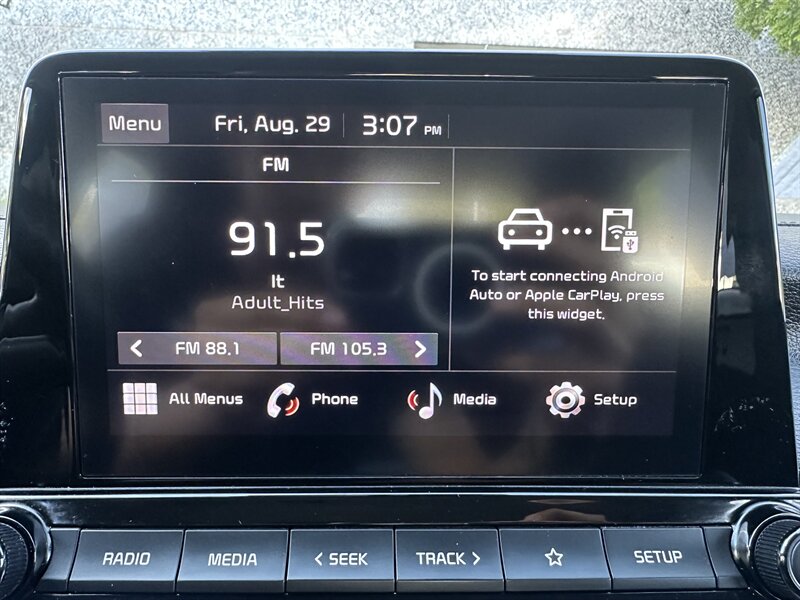 Menu Fri, Aug. 29 3:07 PM
FM
91.5
It
Adult_Hits
FM 88.1 FM 105.3
To start connecting Android
Auto or Apple CarPlay, press
this widget.
All Menus Phone Media Setup
RADIO MEDIA < SEEK TRACK > SETUP